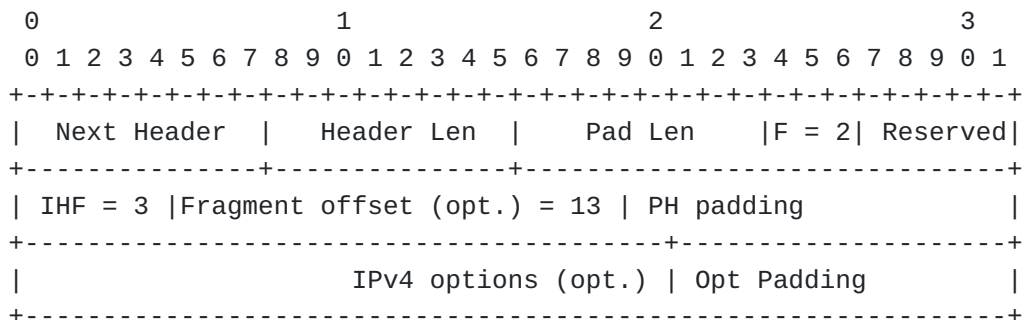 0                   1                   2                   3
 0 1 2 3 4 5 6 7 8 9 0 1 2 3 4 5 6 7 8 9 0 1 2 3 4 5 6 7 8 9 0 1
+-+-+-+-+-+-+-+-+-+-+-+-+-+-+-+-+-+-+-+-+-+-+-+-+-+-+-+-+-+-+-+-+
|  Next Header  |   Header Len  |    Pad Len    |F = 2| Reserved|
+---------------+---------------+-------------------------------+
| IHF = 3 |Fragment offset (opt.) = 13 | PH padding             |
+-----------------------------------------+---------------------+
|                     IPv4 options (opt.) | Opt Padding         |
+---------------------------------------------------------------+